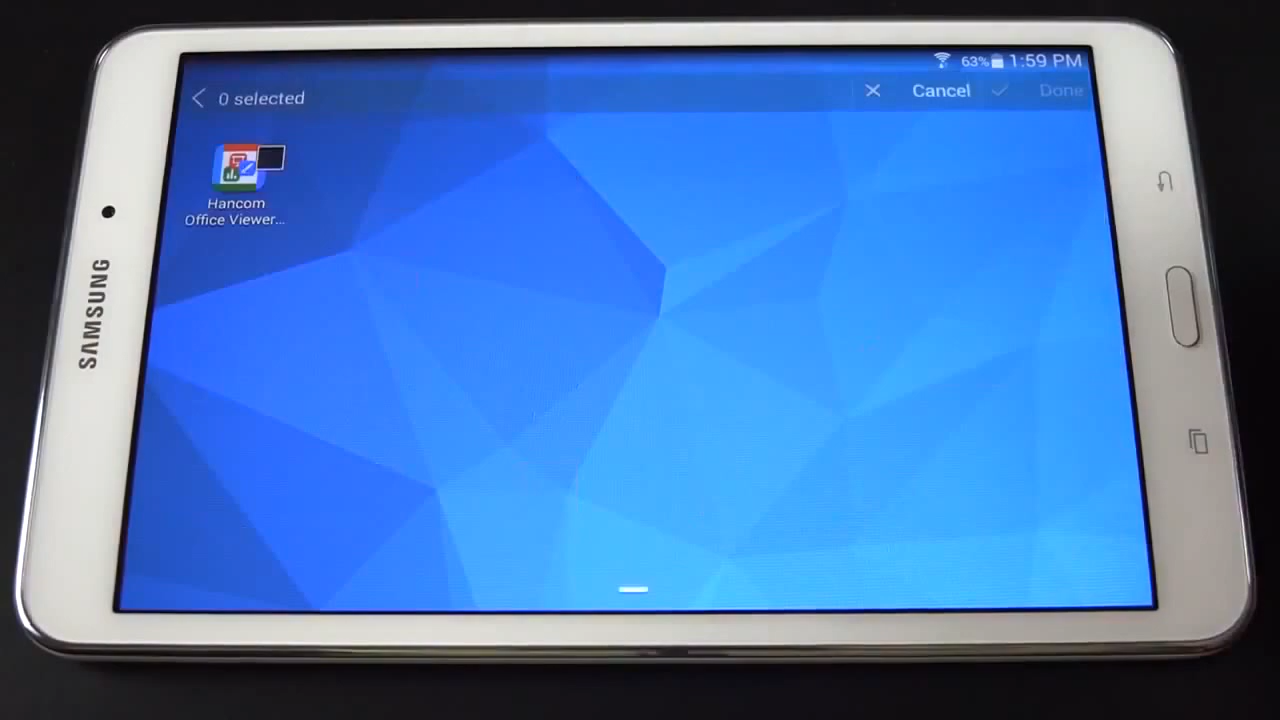 63% 1:59 PM
0 selected
Cancel
Done
Hancom
Office Viewer...
SAMSUNG